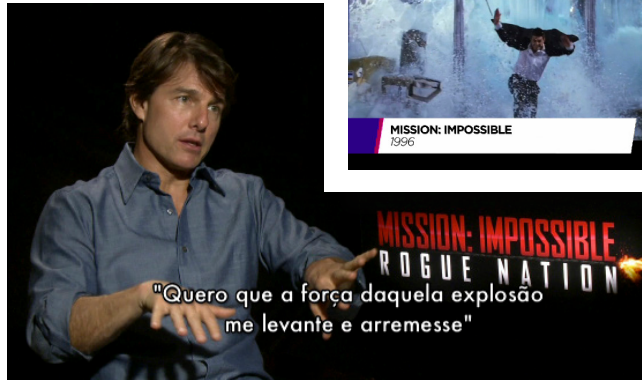 MISSION: IMPOSSIBLE
1996
MISSION: IMPOSSIBLE
ROGUE NATION
"Quero que a força daquela explosão
me levante e arremesse"